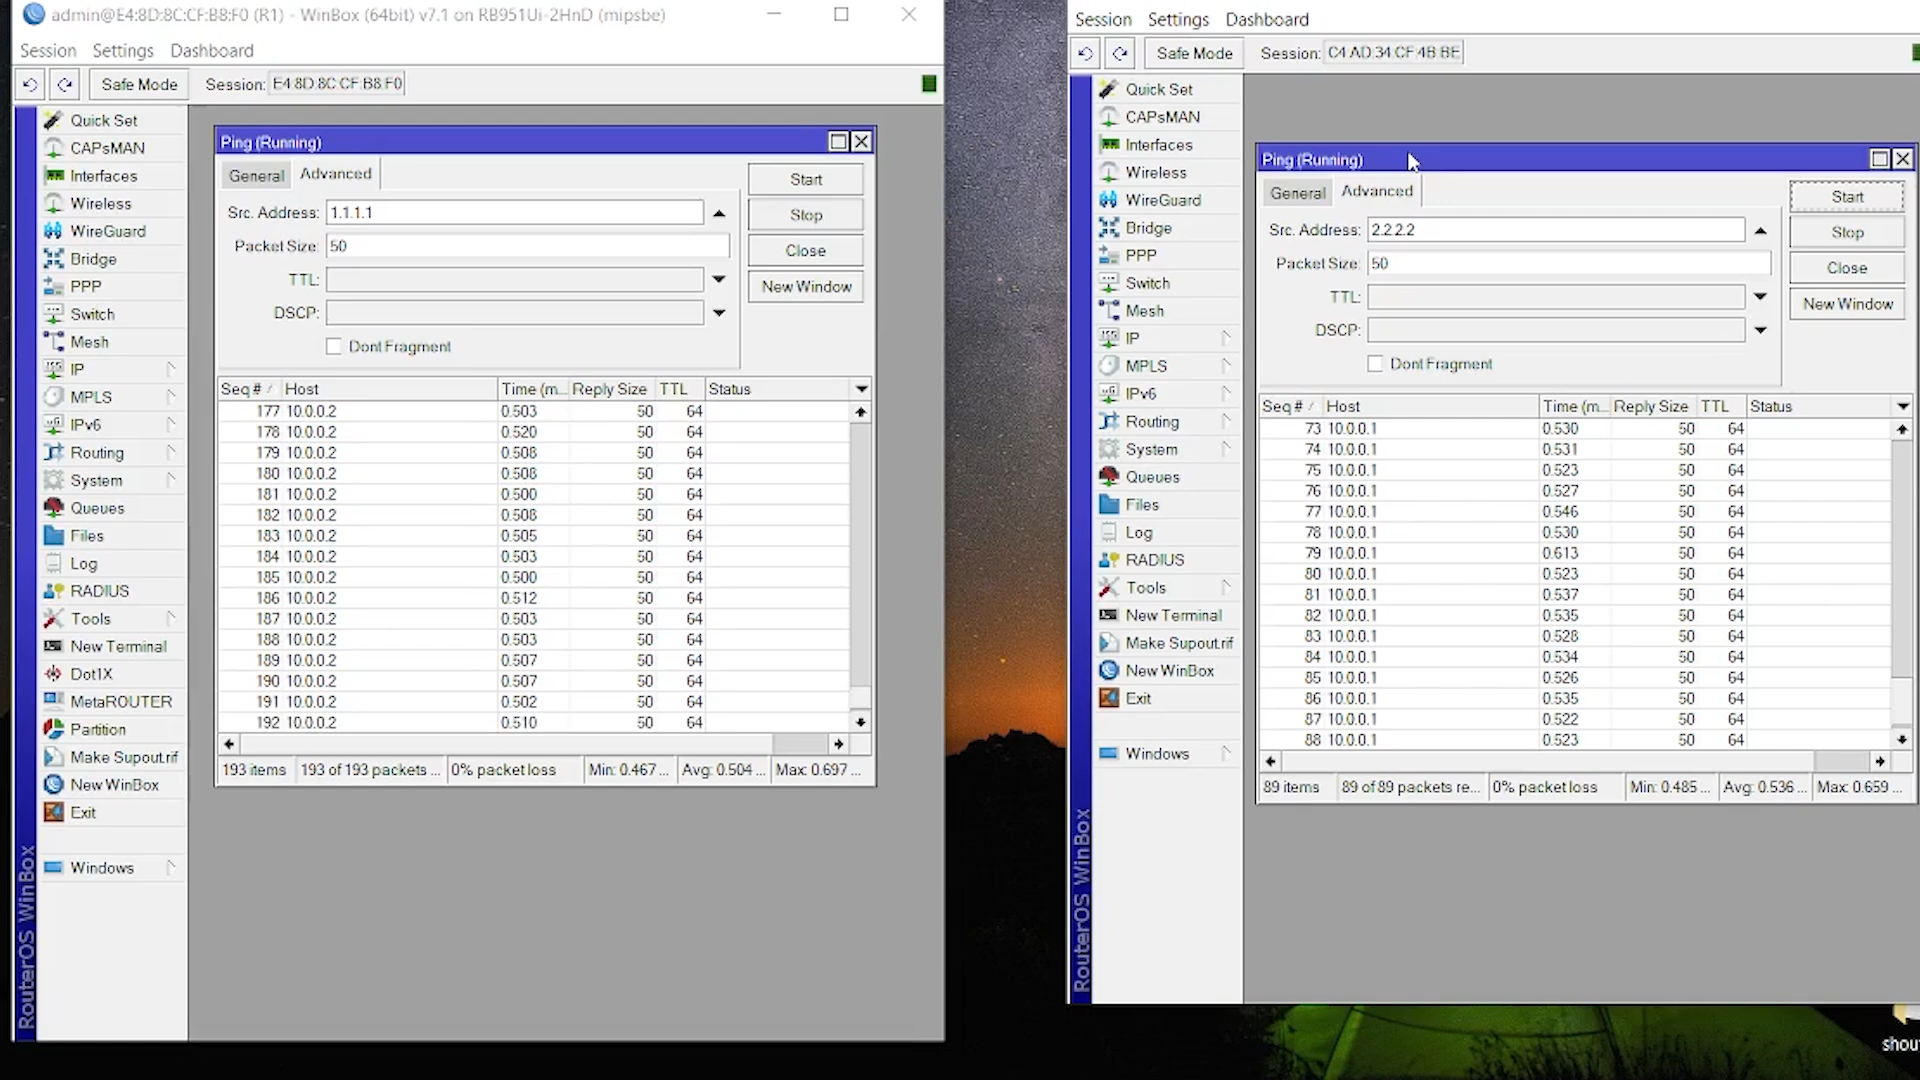 admin@E4:8D:8C:CF:B8:F0 (R1) - WinBox (64bit) v7.1 on RB951Ui-2HnD (mipsbe)
Session Settings Dashboard
Safe Mode Session: E4:8D:8C:CF:B8:F0
Quick Set
CAPsMAN
Interfaces
Wireless
WireGuard
Bridge
PPP
Switch
Mesh
IP
MPLS
IPv6
Routing
System
Queues
Files
Log
RADIUS
Tools
New Terminal
Dot1X
MetaROUTER
Partition
Make Supout.rif
New WinBox
Exit
Windows
RouterOS WinBox
Ping (Running)
General Advanced
Src. Address: 1.1.1.1
Packet Size: 50
TTL:
DSCP:
Dont Fragment
Start
Stop
Close
New Window
Seq # Host Time (m... Reply Size TTL Status
177 10.0.0.2 0.503 50 64
178 10.0.0.2 0.520 50 64
179 10.0.0.2 0.508 50 64
180 10.0.0.2 0.508 50 64
181 10.0.0.2 0.500 50 64
182 10.0.0.2 0.508 50 64
183 10.0.0.2 0.505 50 64
184 10.0.0.2 0.503 50 64
185 10.0.0.2 0.500 50 64
186 10.0.0.2 0.512 50 64
187 10.0.0.2 0.503 50 64
188 10.0.0.2 0.503 50 64
189 10.0.0.2 0.507 50 64
190 10.0.0.2 0.507 50 64
191 10.0.0.2 0.502 50 64
192 10.0.0.2 0.510 50 64
193 items 193 of 193 packets ... 0% packet loss Min: 0.467 ... Avg: 0.504 ... Max: 0.697 ...
Session Settings Dashboard
Safe Mode Session: C4:AD:34:CF:4B:BE
Quick Set
CAPsMAN
Interfaces
Wireless
WireGuard
Bridge
PPP
Switch
Mesh
IP
MPLS
IPv6
Routing
System
Queues
Files
Log
RADIUS
Tools
New Terminal
Make Supout.rif
New WinBox
Exit
Windows
RouterOS WinBox
Ping (Running)
General Advanced
Src. Address: 2.2.2.2
Packet Size: 50
TTL:
DSCP:
Dont Fragment
Start
Stop
Close
New Window
Seq # Host Time (m... Reply Size TTL Status
73 10.0.0.1 0.530 50 64
74 10.0.0.1 0.531 50 64
75 10.0.0.1 0.523 50 64
76 10.0.0.1 0.527 50 64
77 10.0.0.1 0.546 50 64
78 10.0.0.1 0.530 50 64
79 10.0.0.1 0.613 50 64
80 10.0.0.1 0.523 50 64
81 10.0.0.1 0.537 50 64
82 10.0.0.1 0.535 50 64
83 10.0.0.1 0.528 50 64
84 10.0.0.1 0.534 50 64
85 10.0.0.1 0.526 50 64
86 10.0.0.1 0.535 50 64
87 10.0.0.1 0.522 50 64
88 10.0.0.1 0.523 50 64
89 items 89 of 89 packets re... 0% packet loss Min: 0.485 ... Avg: 0.536 ... Max: 0.659 ...